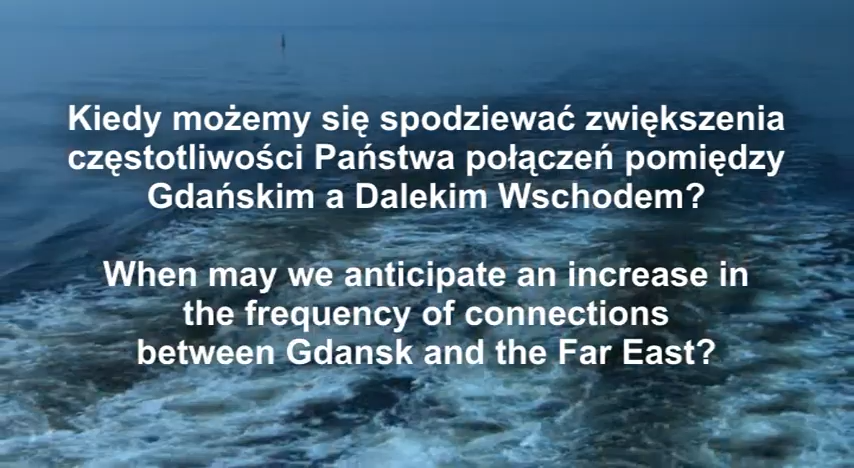 Kiedy możemy się spodziewać zwiększenia
częstotliwości Państwa połączeń pomiędzy
Gdańskim a Dalekim Wschodem?
When may we anticipate an increase in
the frequency of connections
between Gdansk and the Far East?